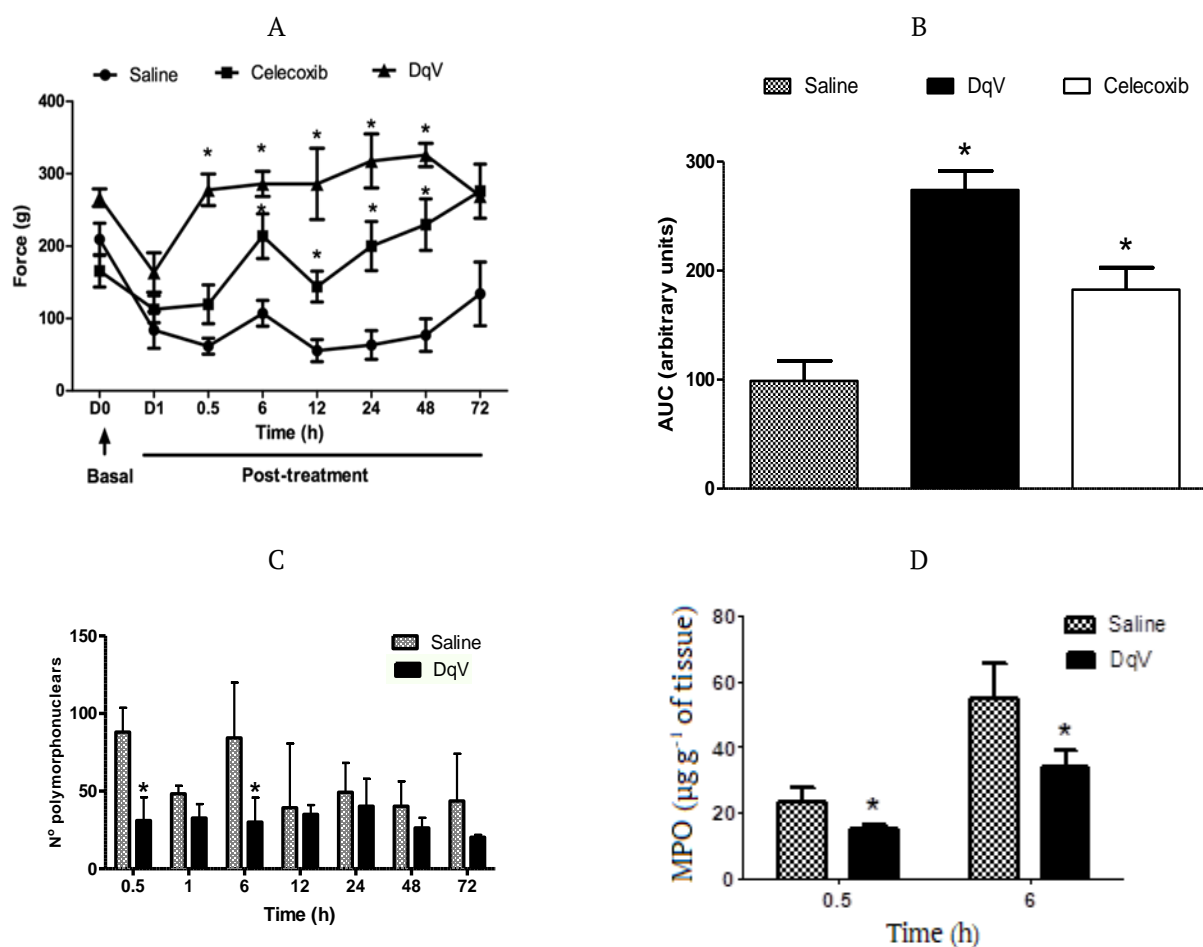 A
Saline Celecoxib DqV
400
300
200
100
0
Force (g)
* * * * *
* * * *
D0 D1 0.5 6 12 24 48 72
Time (h)
Basal Post-treatment
B
Saline DqV Celecoxib
300
200
100
0
AUC (arbitrary units)
*
*
C
Saline
DqV
150
100
50
0
N° polymorphonuclears
* *
0.5 1 6 12 24 48 72
Time (h)
D
Saline
DqV
80
60
40
20
0
MPO (µg g⁻¹ of tissue)
*
*
0.5 6
Time (h)